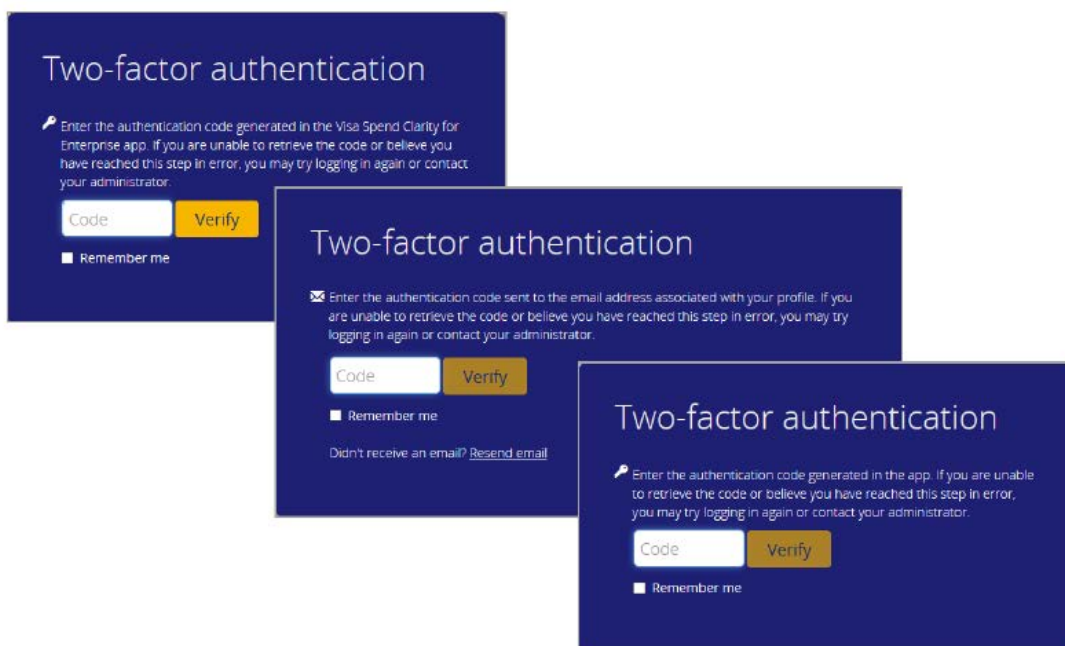 Two-factor authentication
Enter the authentication code generated in the Visa Spend Clarity for
Enterprise app. If you are unable to retrieve the code or believe you
have reached this step in error, you may try logging in again or contact
your administrator.
Code Verify
Remember me
Two-factor authentication
Enter the authentication code sent to the email address associated with your profile. If you
are unable to retrieve the code or believe you have reached this step in error, you may try
logging in again or contact your administrator.
Code Verify
Remember me
Didn't receive an email? Resend email
Two-factor authentication
Enter the authentication code generated in the app. If you are unable
to retrieve the code or believe you have reached this step in error,
you may try logging in again or contact your administrator.
Code Verify
Remember me